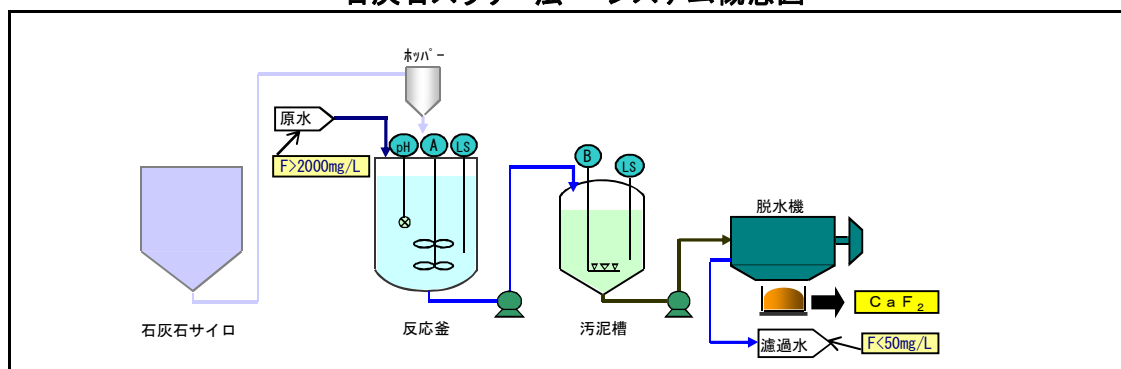 ﾎｯﾊﾟｰ
原水
pH
A
LS
F>2000mg/L
B
LS
脱水機
CaF₂
石灰石サイロ
反応釜
汚泥槽
濾過水
F<50mg/L